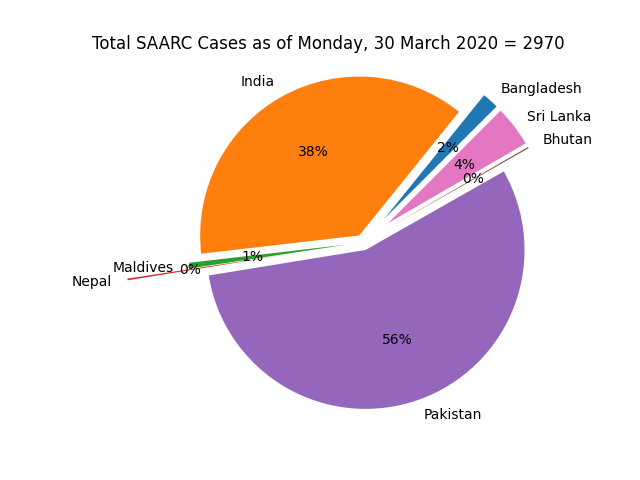 Total SAARC Cases as of Monday, 30 March 2020 = 2970
India
Bangladesh
Sri Lanka
Bhutan
38%
2%
4%
0%
Maldives
1%
0%
Nepal
56%
Pakistan